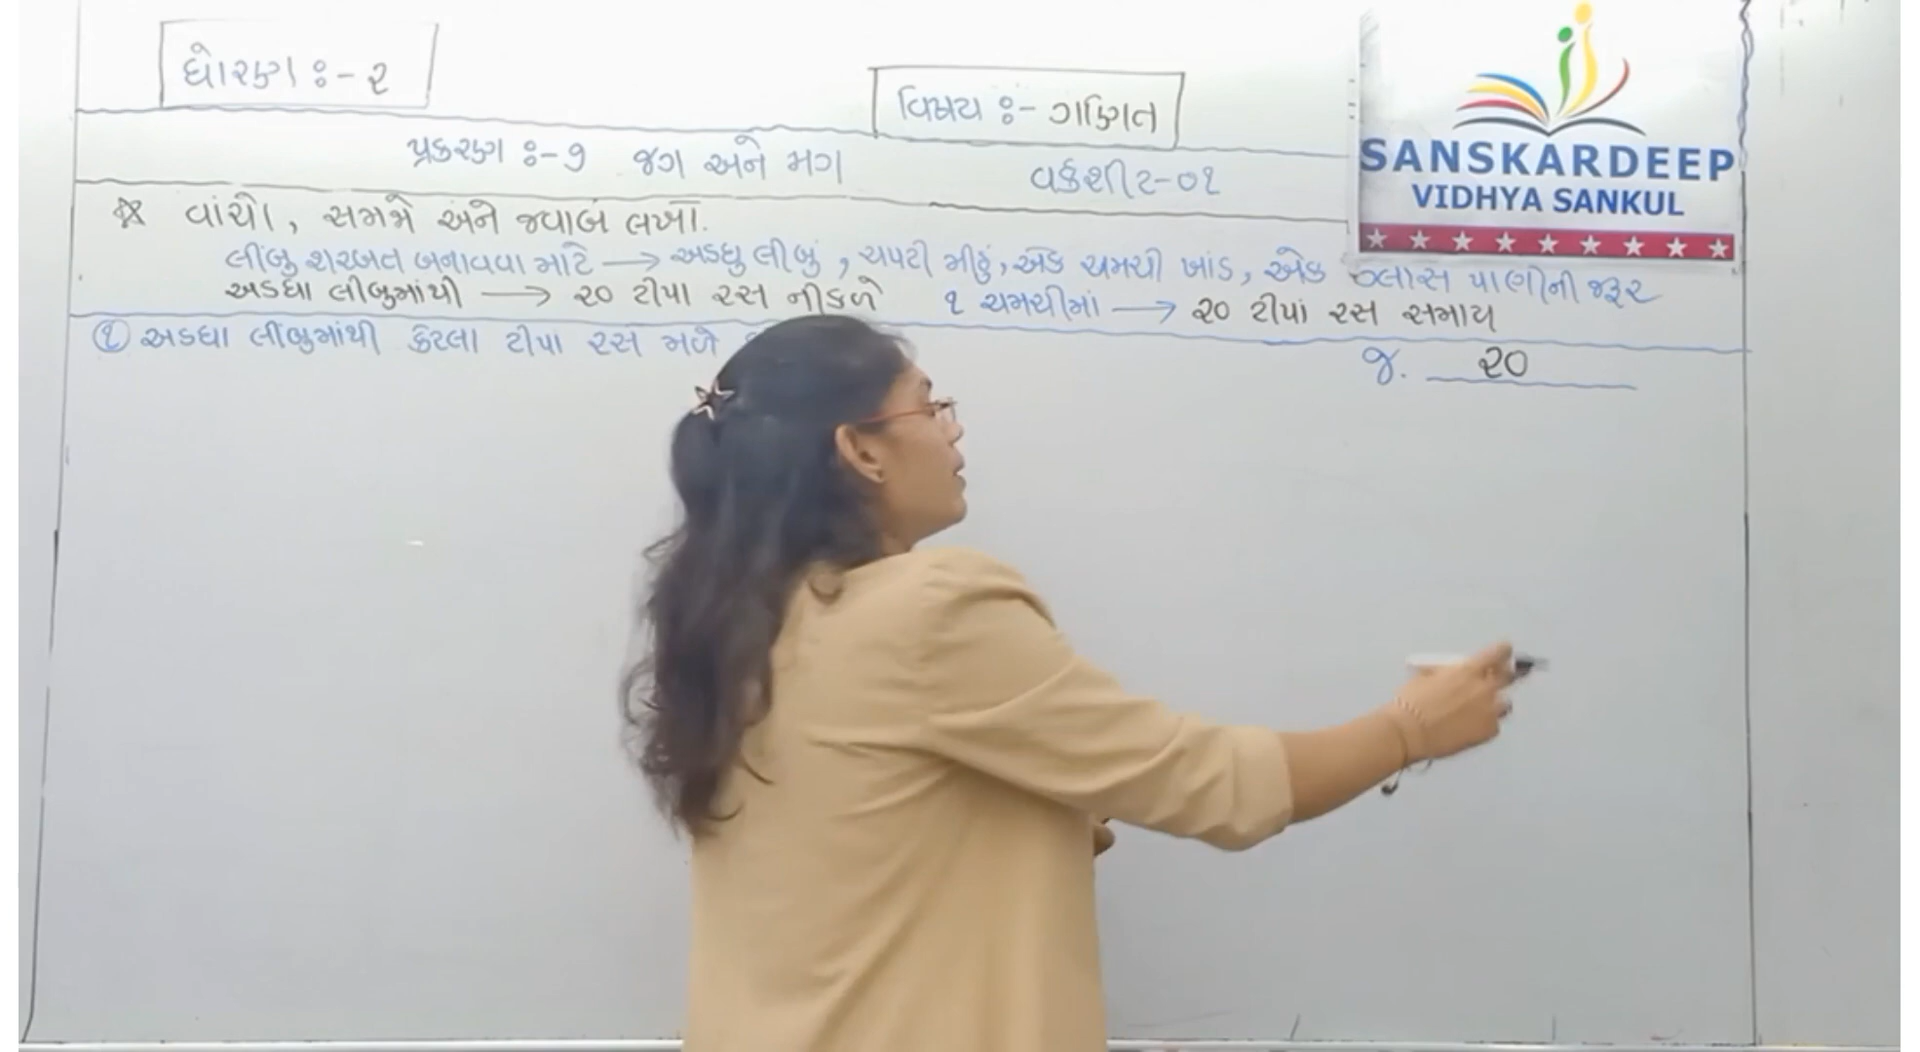 ધોરણ :- ૨
વિષય :- ગણિત
પ્રકરણ :- ૭ જગ અને મગ
વર્કશીટ-૦૧
SANSKARDEEP
VIDHYA SANKUL
☆ વાંચો, સમજો અને જવાબ લખો.
લીંબુ શરબત બનાવવા માટે → અડધુ લીબું, ચપટી મીઠું, એક ચમચી ખાંડ, એક ગ્લાસ પાણીની જરૂર
અડધા લીબુમાંથી → ૨૦ ટીપા રસ નીકળે ૧ ચમચીમાં → ૨૦ ટીપાં રસ સમાય
① અડધા લીંબુમાંથી કેટલા ટીપા રસ મળે
જ. ૨૦